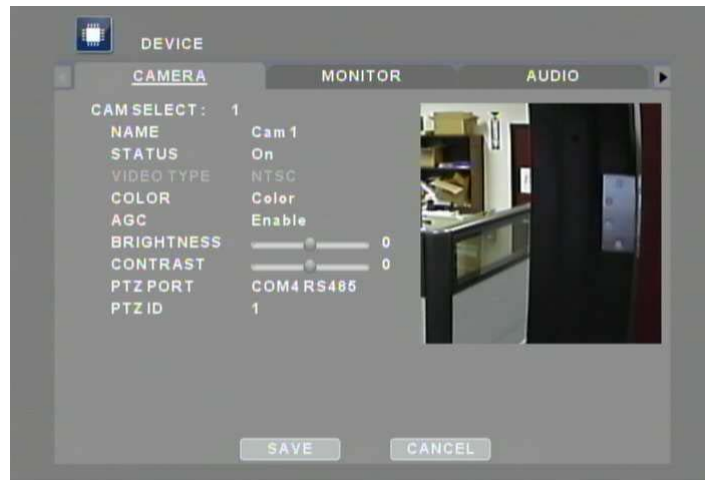 DEVICE
CAMERA MONITOR AUDIO
CAM SELECT : 1
NAME Cam 1
STATUS On
VIDEO TYPE NTSC
COLOR Color
AGC Enable
BRIGHTNESS 0
CONTRAST 0
PTZ PORT COM4 RS485
PTZ ID 1
SAVE CANCEL